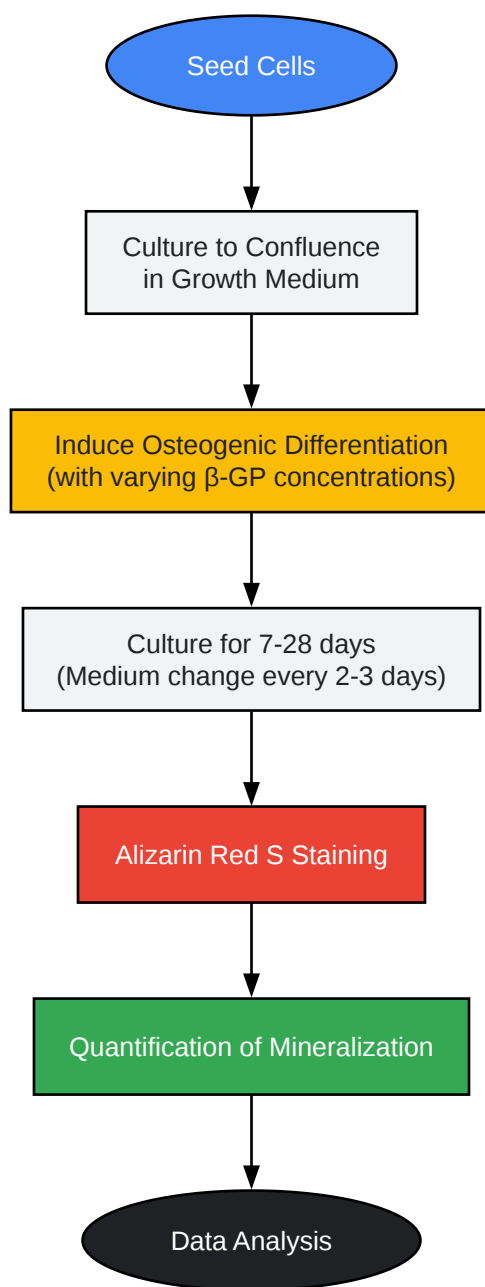 Seed Cells
Culture to Confluence
in Growth Medium
Induce Osteogenic Differentiation
(with varying β-GP concentrations)
Culture for 7-28 days
(Medium change every 2-3 days)
Alizarin Red S Staining
Quantification of Mineralization
Data Analysis